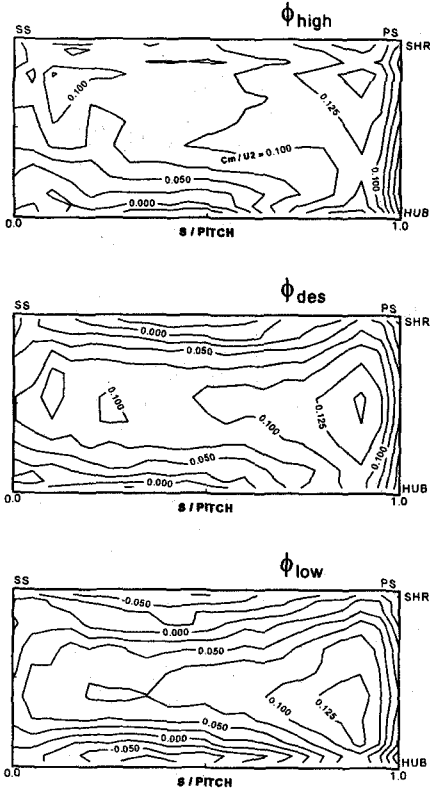 ϕhigh
SS PS
SHR
0.100
0.125
Cm / U2 = 0.100
0.050
0.100
0.000
HUB
0.0 1.0
S / PITCH
ϕdes
SS PS
0.000 SHR
0.050
0.100
0.125
0.100
0.050
0.100
0.000
HUB
0.0 1.0
S / PITCH
ϕlow
SS PS
-0.050 SHR
0.000
0.050
0.100
0.125
0.050
0.000
-0.050
HUB
0.0 1.0
S / PITCH